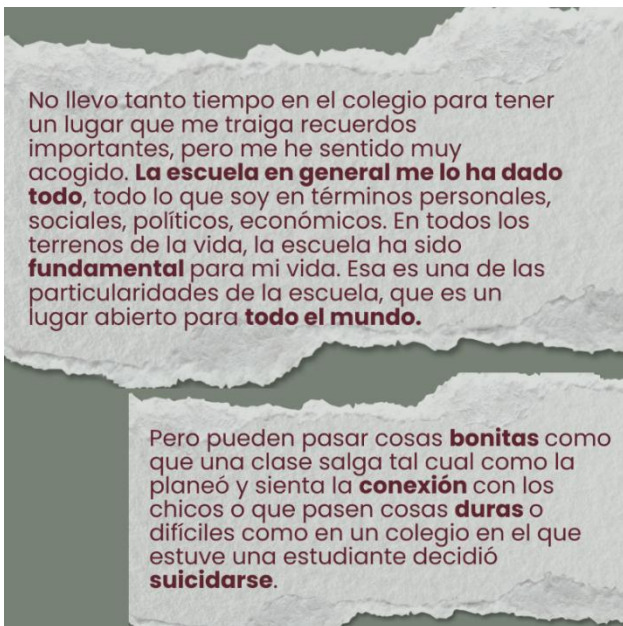 No llevo tanto tiempo en el colegio para tener
un lugar que me traiga recuerdos
importantes, pero me he sentido muy
acogido. La escuela en general me lo ha dado
todo, todo lo que soy en términos personales,
sociales, políticos, económicos. En todos los
terrenos de la vida, la escuela ha sido
fundamental para mi vida. Esa es una de las
particularidades de la escuela, que es un
lugar abierto para todo el mundo.
Pero pueden pasar cosas bonitas como
que una clase salga tal cual como la
planeó y sienta la conexión con los
chicos o que pasen cosas duras o
difíciles como en un colegio en el que
estuve una estudiante decidió
suicidarse.